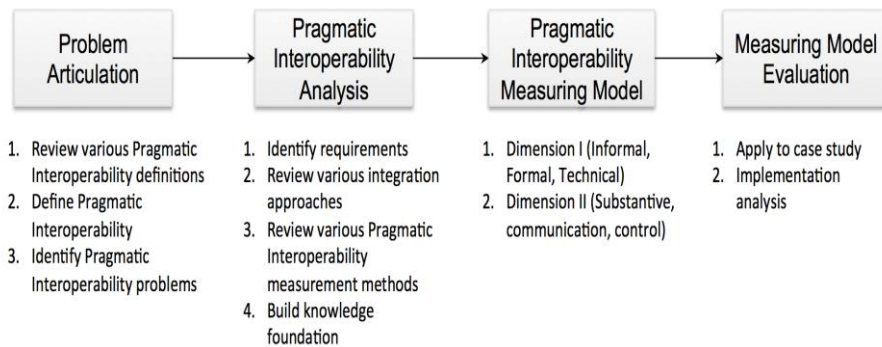 Problem
Articulation
Pragmatic
Interoperability
Analysis
Pragmatic
Interoperability
Measuring Model
Measuring Model
Evaluation
1. Review various Pragmatic
Interoperability definitions
2. Define Pragmatic
Interoperability
3. Identify Pragmatic
Interoperability problems
1. Identify requirements
2. Review various integration
approaches
3. Review various Pragmatic
Interoperability
measurement methods
4. Build knowledge
foundation
1. Dimension I (Informal,
Formal, Technical)
2. Dimension II (Substantive,
communication, control)
1. Apply to case study
2. Implementation
analysis